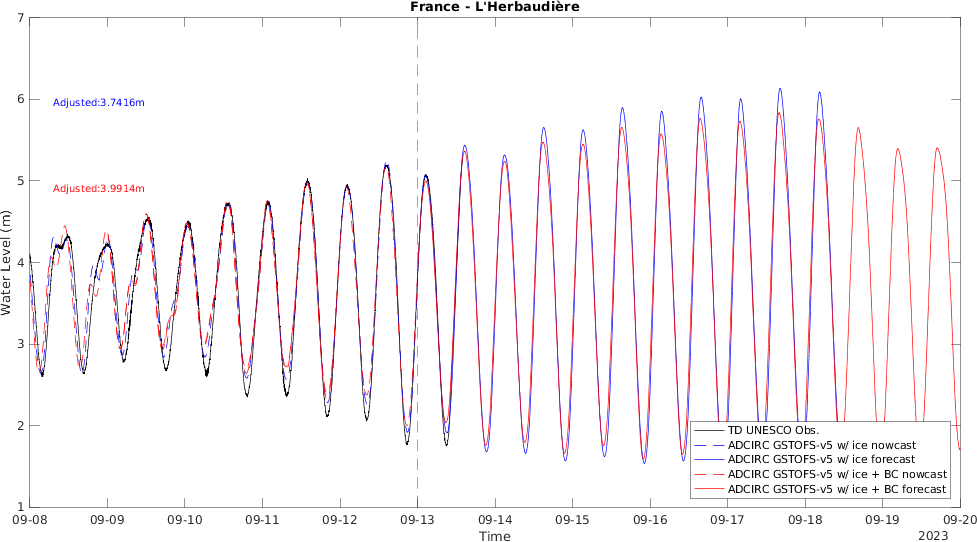 France - L'Herbaudière
7
6
5
4
3
2
1
Water Level (m)
Adjusted:3.7416m
Adjusted:3.9914m
TD UNESCO Obs.
ADCIRC GSTOFS-v5 w/ ice nowcast
ADCIRC GSTOFS-v5 w/ ice forecast
ADCIRC GSTOFS-v5 w/ ice + BC nowcast
ADCIRC GSTOFS-v5 w/ ice + BC forecast
09-08 09-09 09-10 09-11 09-12 09-13 09-14 09-15 09-16 09-17 09-18 09-19 09-20
Time
2023